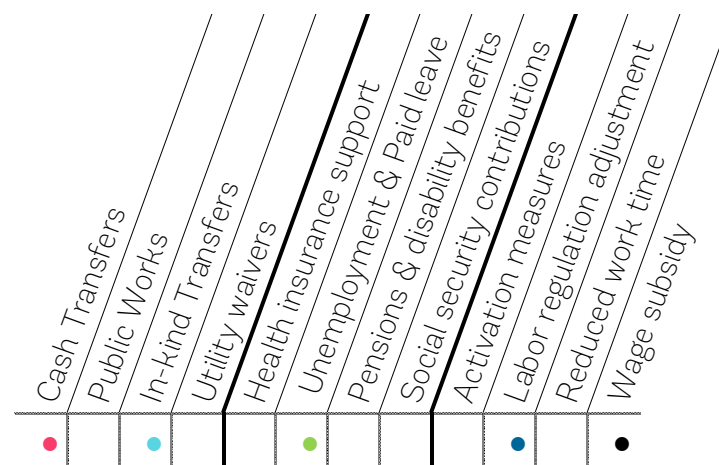 Cash Transfers
Public Works
In-kind Transfers
Utility waivers
Health insurance support
Unemployment & Paid leave
Pensions & disability benefits
Social security contributions
Activation measures
Labor regulation adjustment
Reduced work time
Wage subsidy